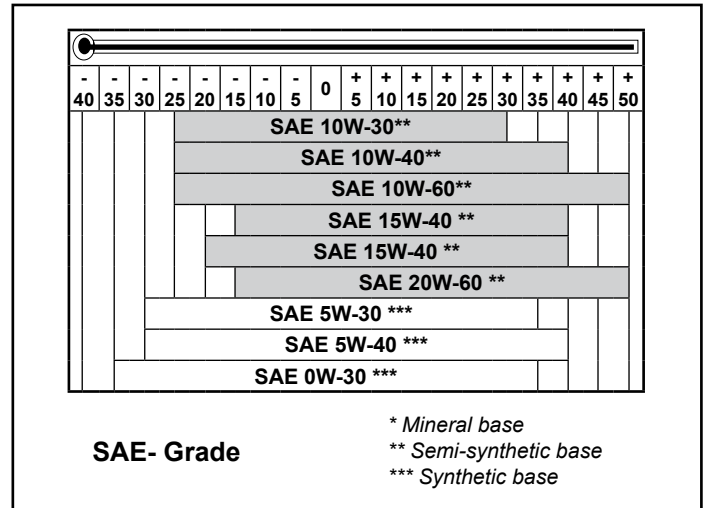 - - - - - - - - 0 + + + + + + + + + +
40 35 30 25 20 15 10 5 5 10 15 20 25 30 35 40 45 50
SAE 10W-30**
SAE 10W-40**
SAE 10W-60**
SAE 15W-40 **
SAE 15W-40 **
SAE 20W-60 **
SAE 5W-30 ***
SAE 5W-40 ***
SAE 0W-30 ***
SAE- Grade
* Mineral base
** Semi-synthetic base
*** Synthetic base